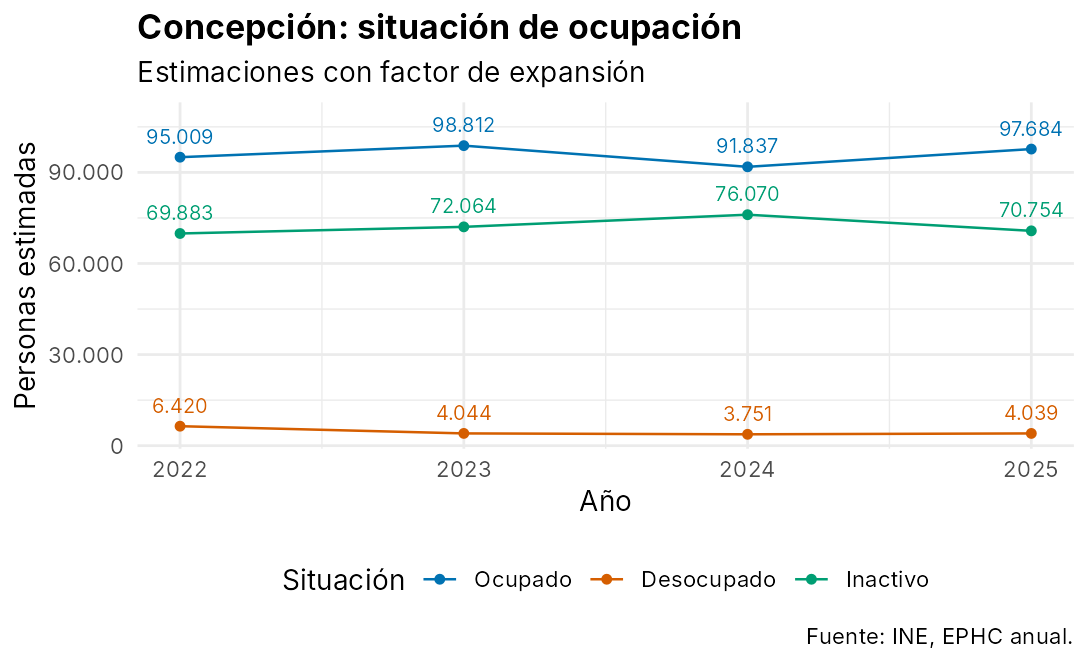 Concepción: situación de ocupación
Estimaciones con factor de expansión
Personas estimadas
90.000
60.000
30.000
0
95.009
98.812
91.837
97.684
69.883
72.064
76.070
70.754
6.420
4.044
3.751
4.039
2022
2023
2024
2025
Año
Situación
Ocupado
Desocupado
Inactivo
Fuente: INE, EPHC anual.